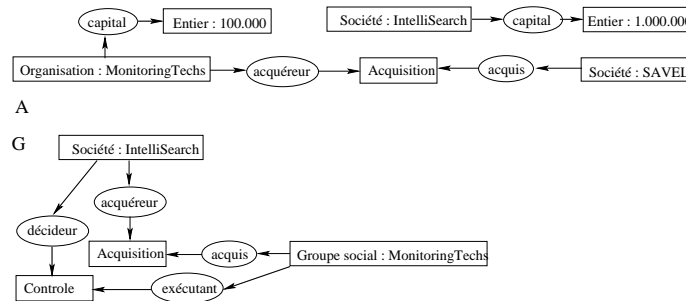 capital
Entier : 100.000
Société : IntelliSearch
capital
Entier : 1.000.000
Organisation : MonitoringTechs
acquéreur
Acquisition
acquis
Société : SAVEL
A
G
Société : IntelliSearch
acquéreur
décideur
Acquisition
acquis
Groupe social : MonitoringTechs
Controle
exécutant